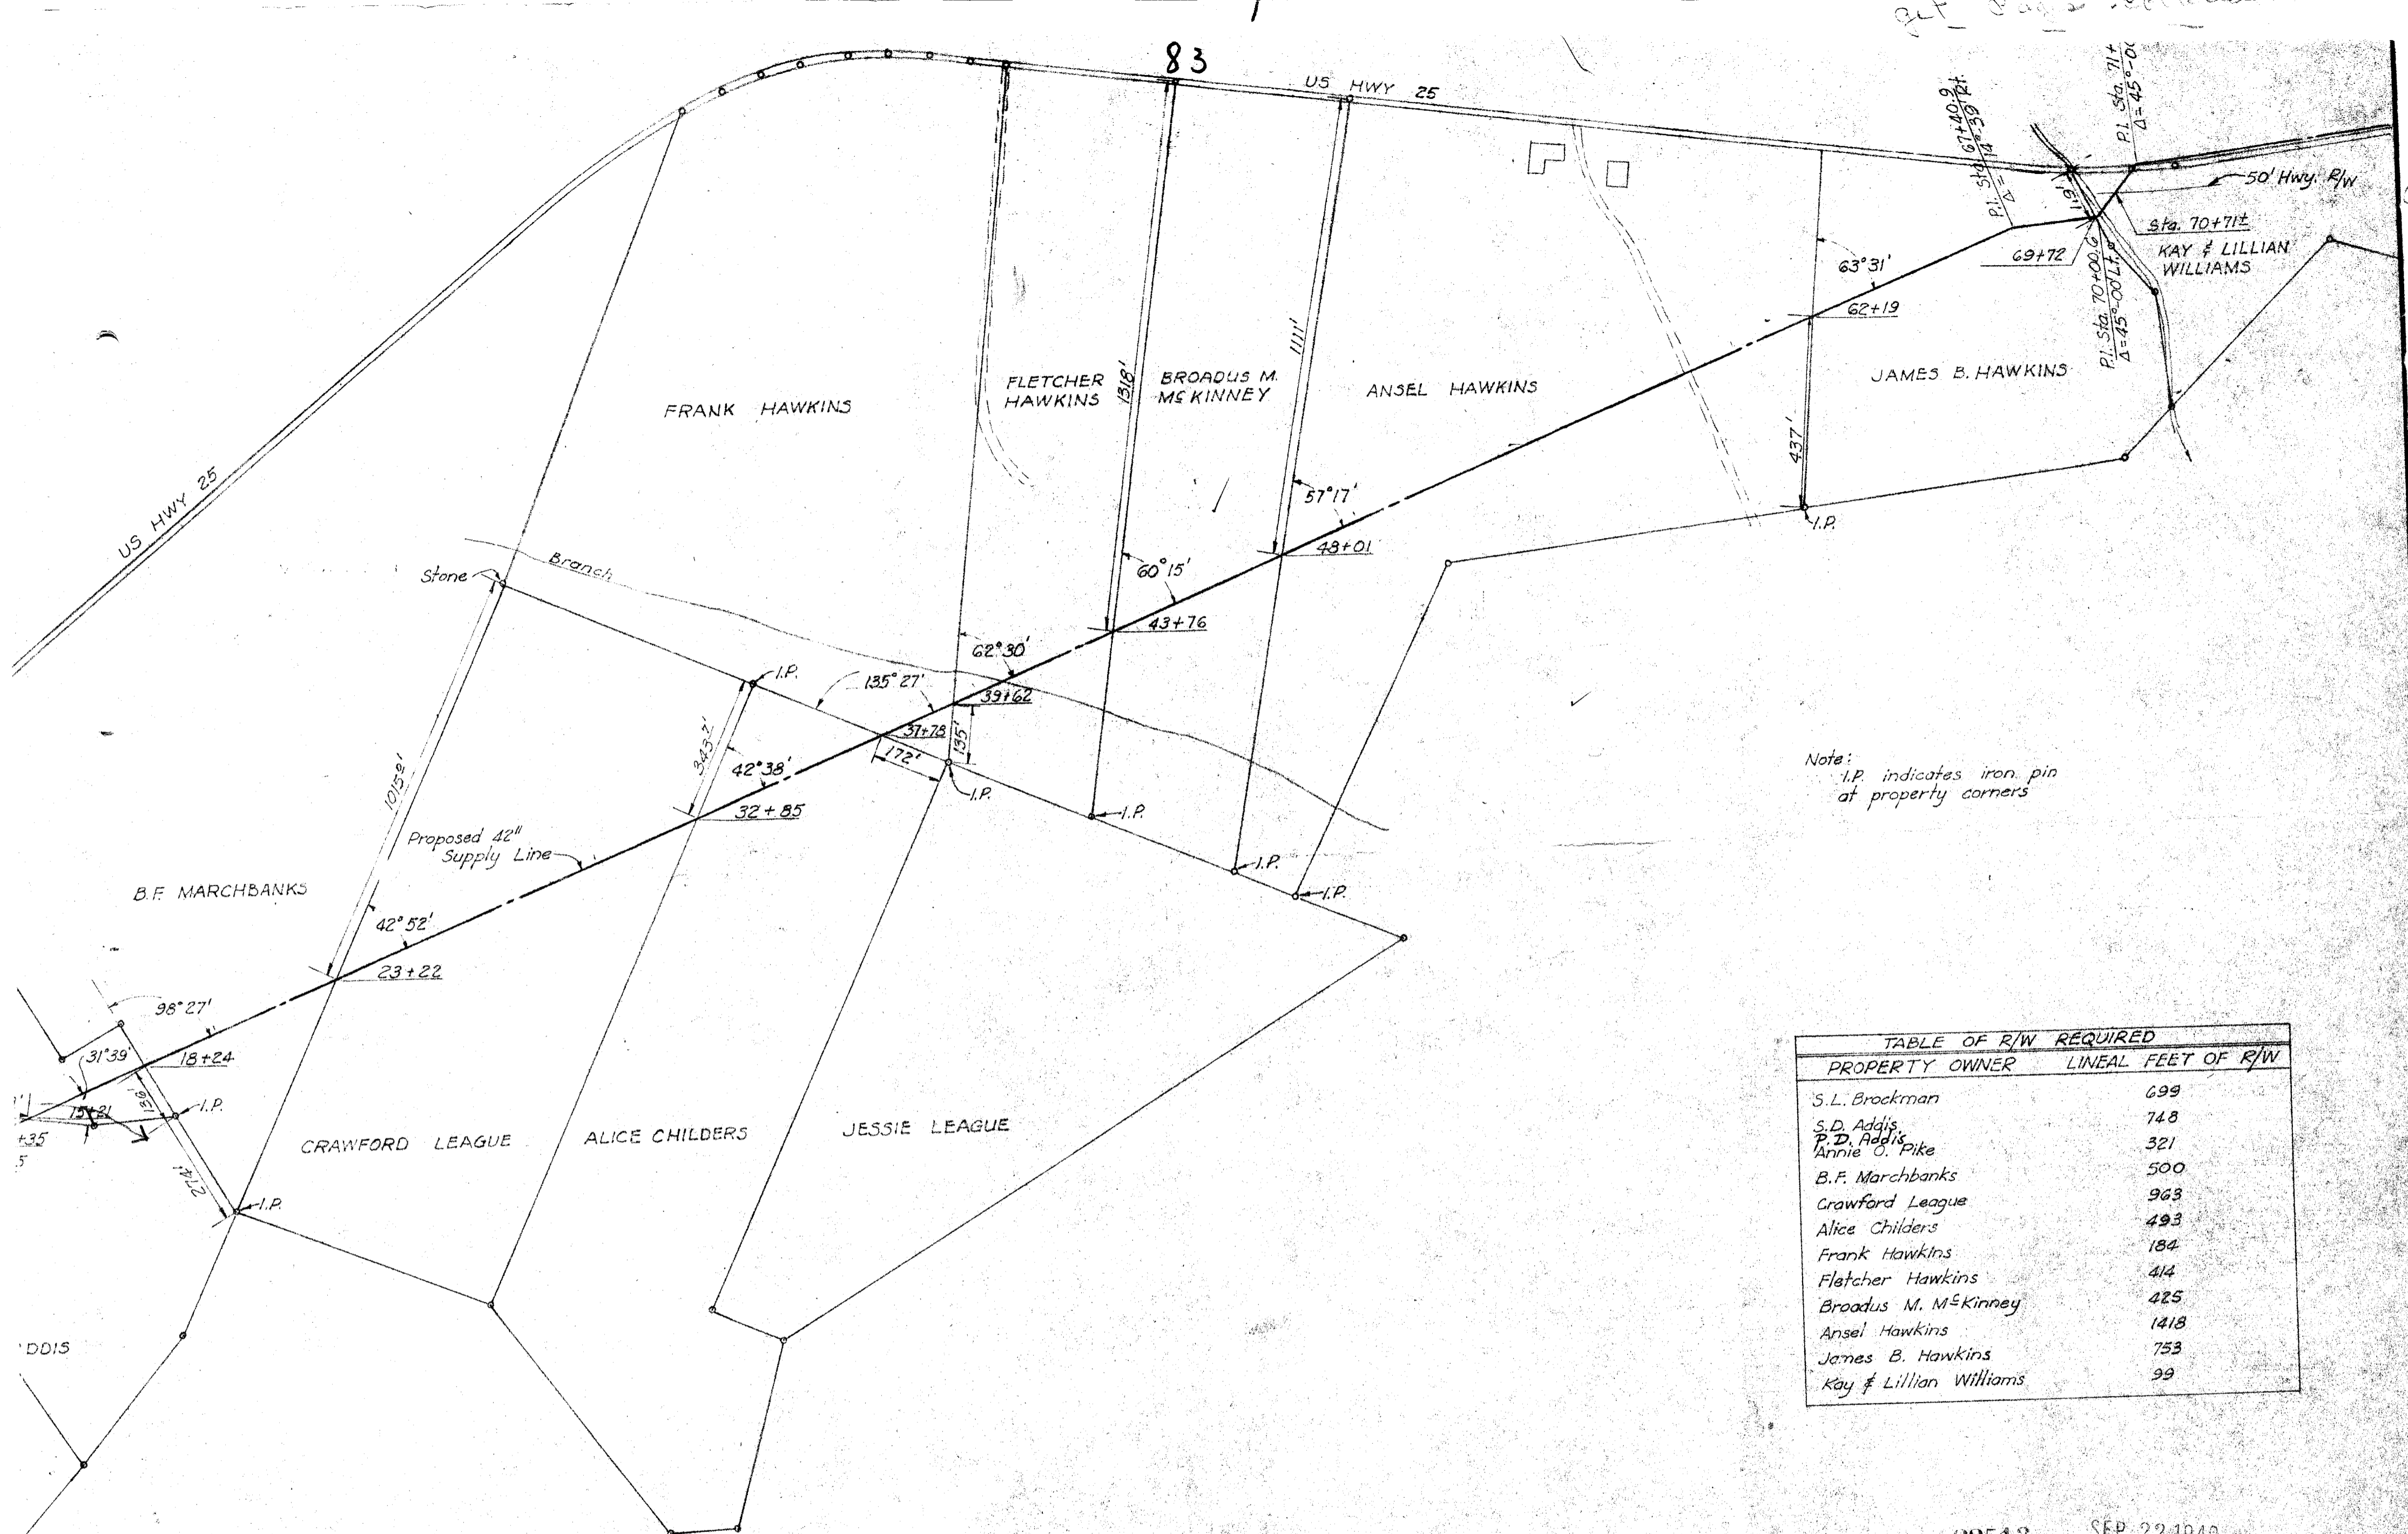 83
US HWY 25
P.I. Sta. 67+40.9
Δ = 14°-39' Rt.
P.I. Sta. 71+
Δ=45°-00
50' Hwy. R/W
119'
Sta. 70+71±
KAY & LILLIAN
WILLIAMS
69+72
P.I. Sta. 70+00.6
Δ=45°-00' Lt.
63°31'
62+19
JAMES B. HAWKINS
437'
I.P.
FRANK HAWKINS
FLETCHER
HAWKINS
1318'
BROADUS M.
McKINNEY
1111'
ANSEL HAWKINS
57°17'
48+01
60°15'
43+76
62°30'
39+62
US HWY 25
Stone
Branch
I.P.
135°27'
37+78
135'
172'
I.P.
343±'
42°38'
32+85
I.P.
I.P.
I.P.
1015±'
Proposed 42"
Supply Line
B.F. MARCHBANKS
42°52'
23+22
98°27'
31°39'
18+24
15+21
136'
I.P.
+35
5'
274'
I.P.
CRAWFORD LEAGUE
ALICE CHILDERS
JESSIE LEAGUE
DDIS
Note:
I.P. indicates iron pin
at property corners
TABLE OF R/W REQUIRED
PROPERTY OWNER LINEAL FEET OF R/W
S.L. Brockman 699
S.D. Addis 748
P.D. Addis
Annie O. Pike 321
B.F. Marchbanks 500
Crawford League 963
Alice Childers 493
Frank Hawkins 184
Fletcher Hawkins 414
Broadus M. McKinney 425
Ansel Hawkins 1418
James B. Hawkins 753
Kay & Lillian Williams 99
SEP 22 1949